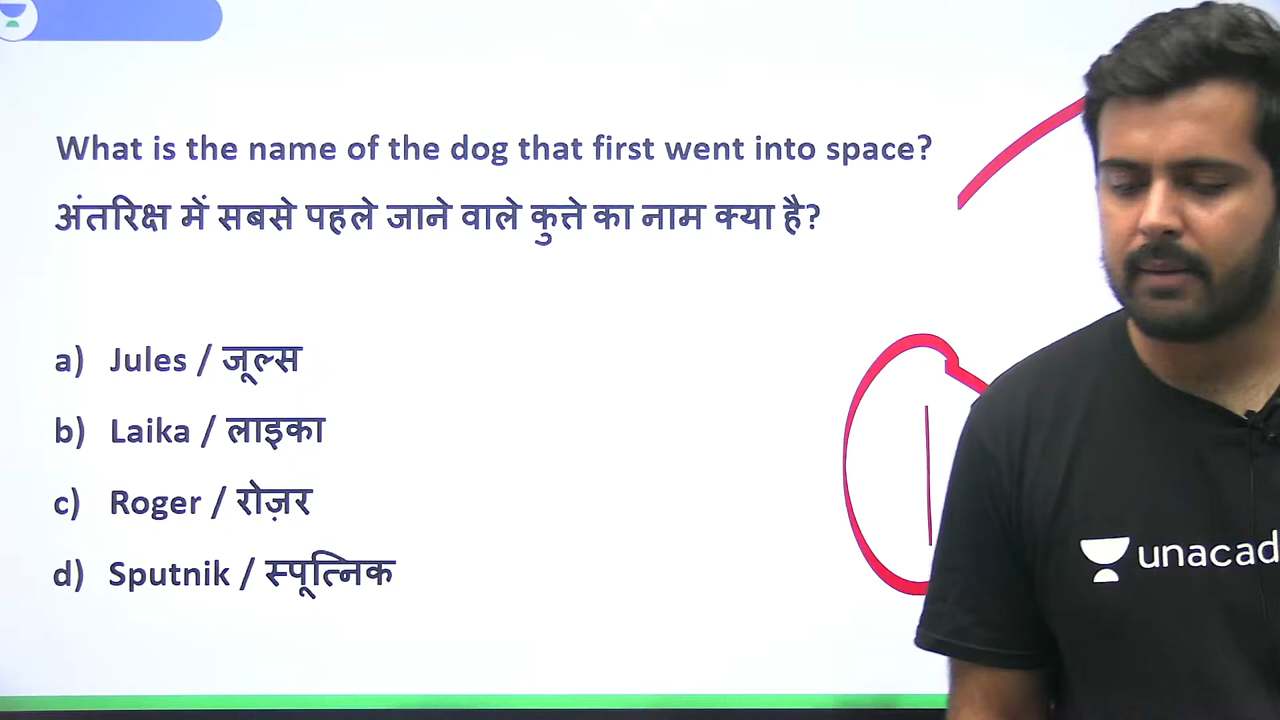 What is the name of the dog that first went into space?
अंतरिक्ष में सबसे पहले जाने वाले कुत्ते का नाम क्या है?
a) Jules / जूल्स
b) Laika / लाइका
c) Roger / रोज़र
d) Sputnik / स्पूत्निक
unacad